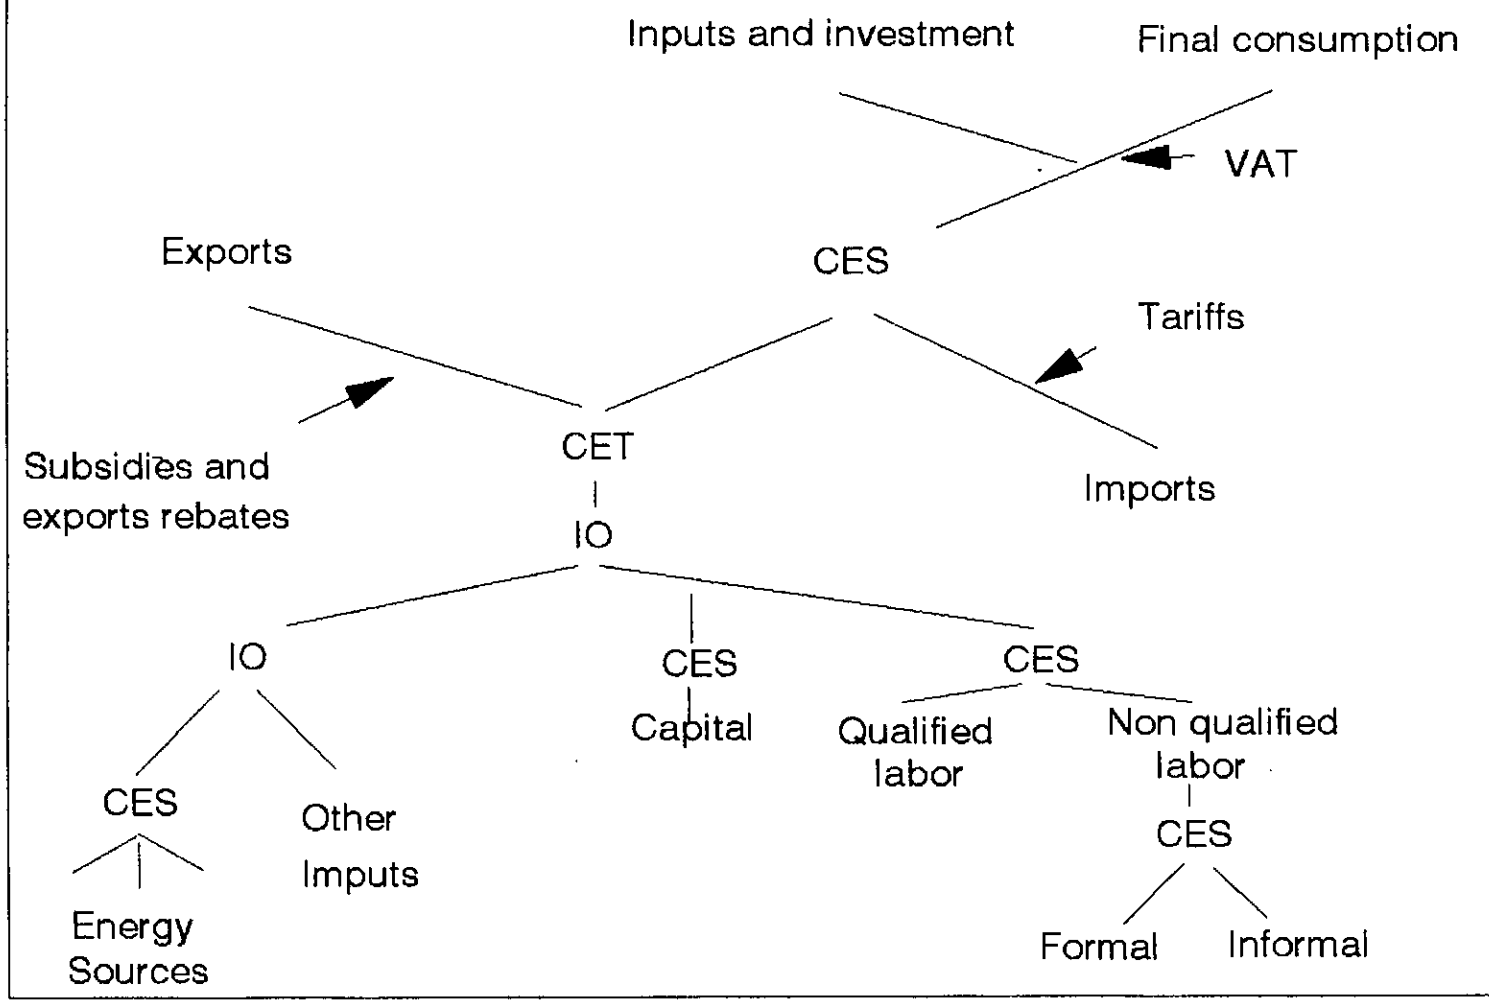 Inputs and investment
Final consumption
VAT
Exports
CES
Tariffs
CET
Subsidies and
exports rebates
Imports
IO
IO
CES
CES
Capital
Qualified
labor
Non qualified
labor
CES
Other
Imputs
CES
Energy
Sources
Formal
Informal